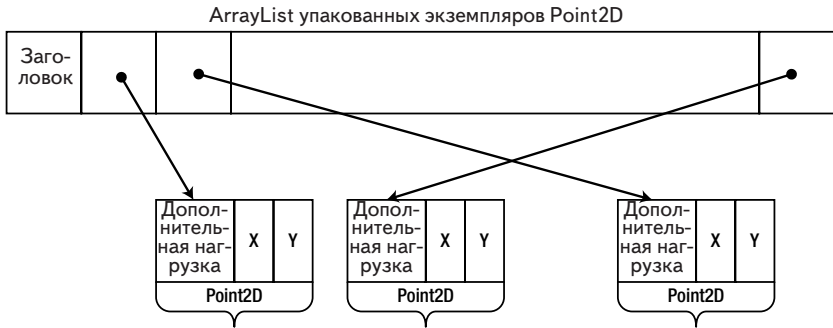 ArrayList упакованных экземпляров Point2D
Заго-
ловок
Допол-
нитель-
ная наг-
рузка
X
Y
Point2D
Допол-
нитель-
ная наг-
рузка
X
Y
Point2D
Допол-
нитель-
ная наг-
рузка
X
Y
Point2D